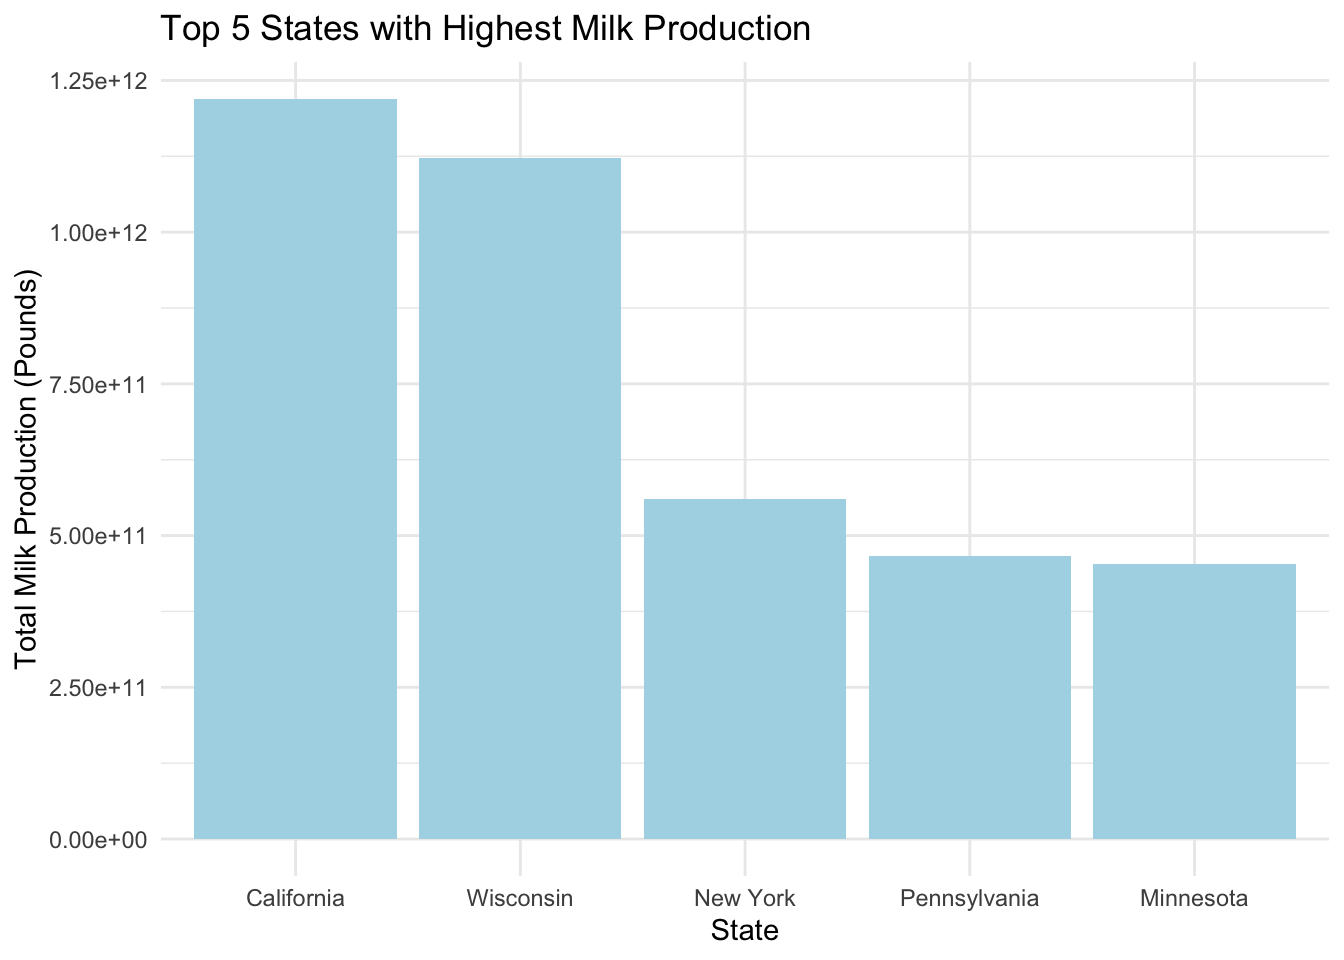 Top 5 States with Highest Milk Production
Total Milk Production (Pounds)
1.25e+12
1.00e+12
7.50e+11
5.00e+11
2.50e+11
0.00e+00
California Wisconsin New York Pennsylvania Minnesota
State